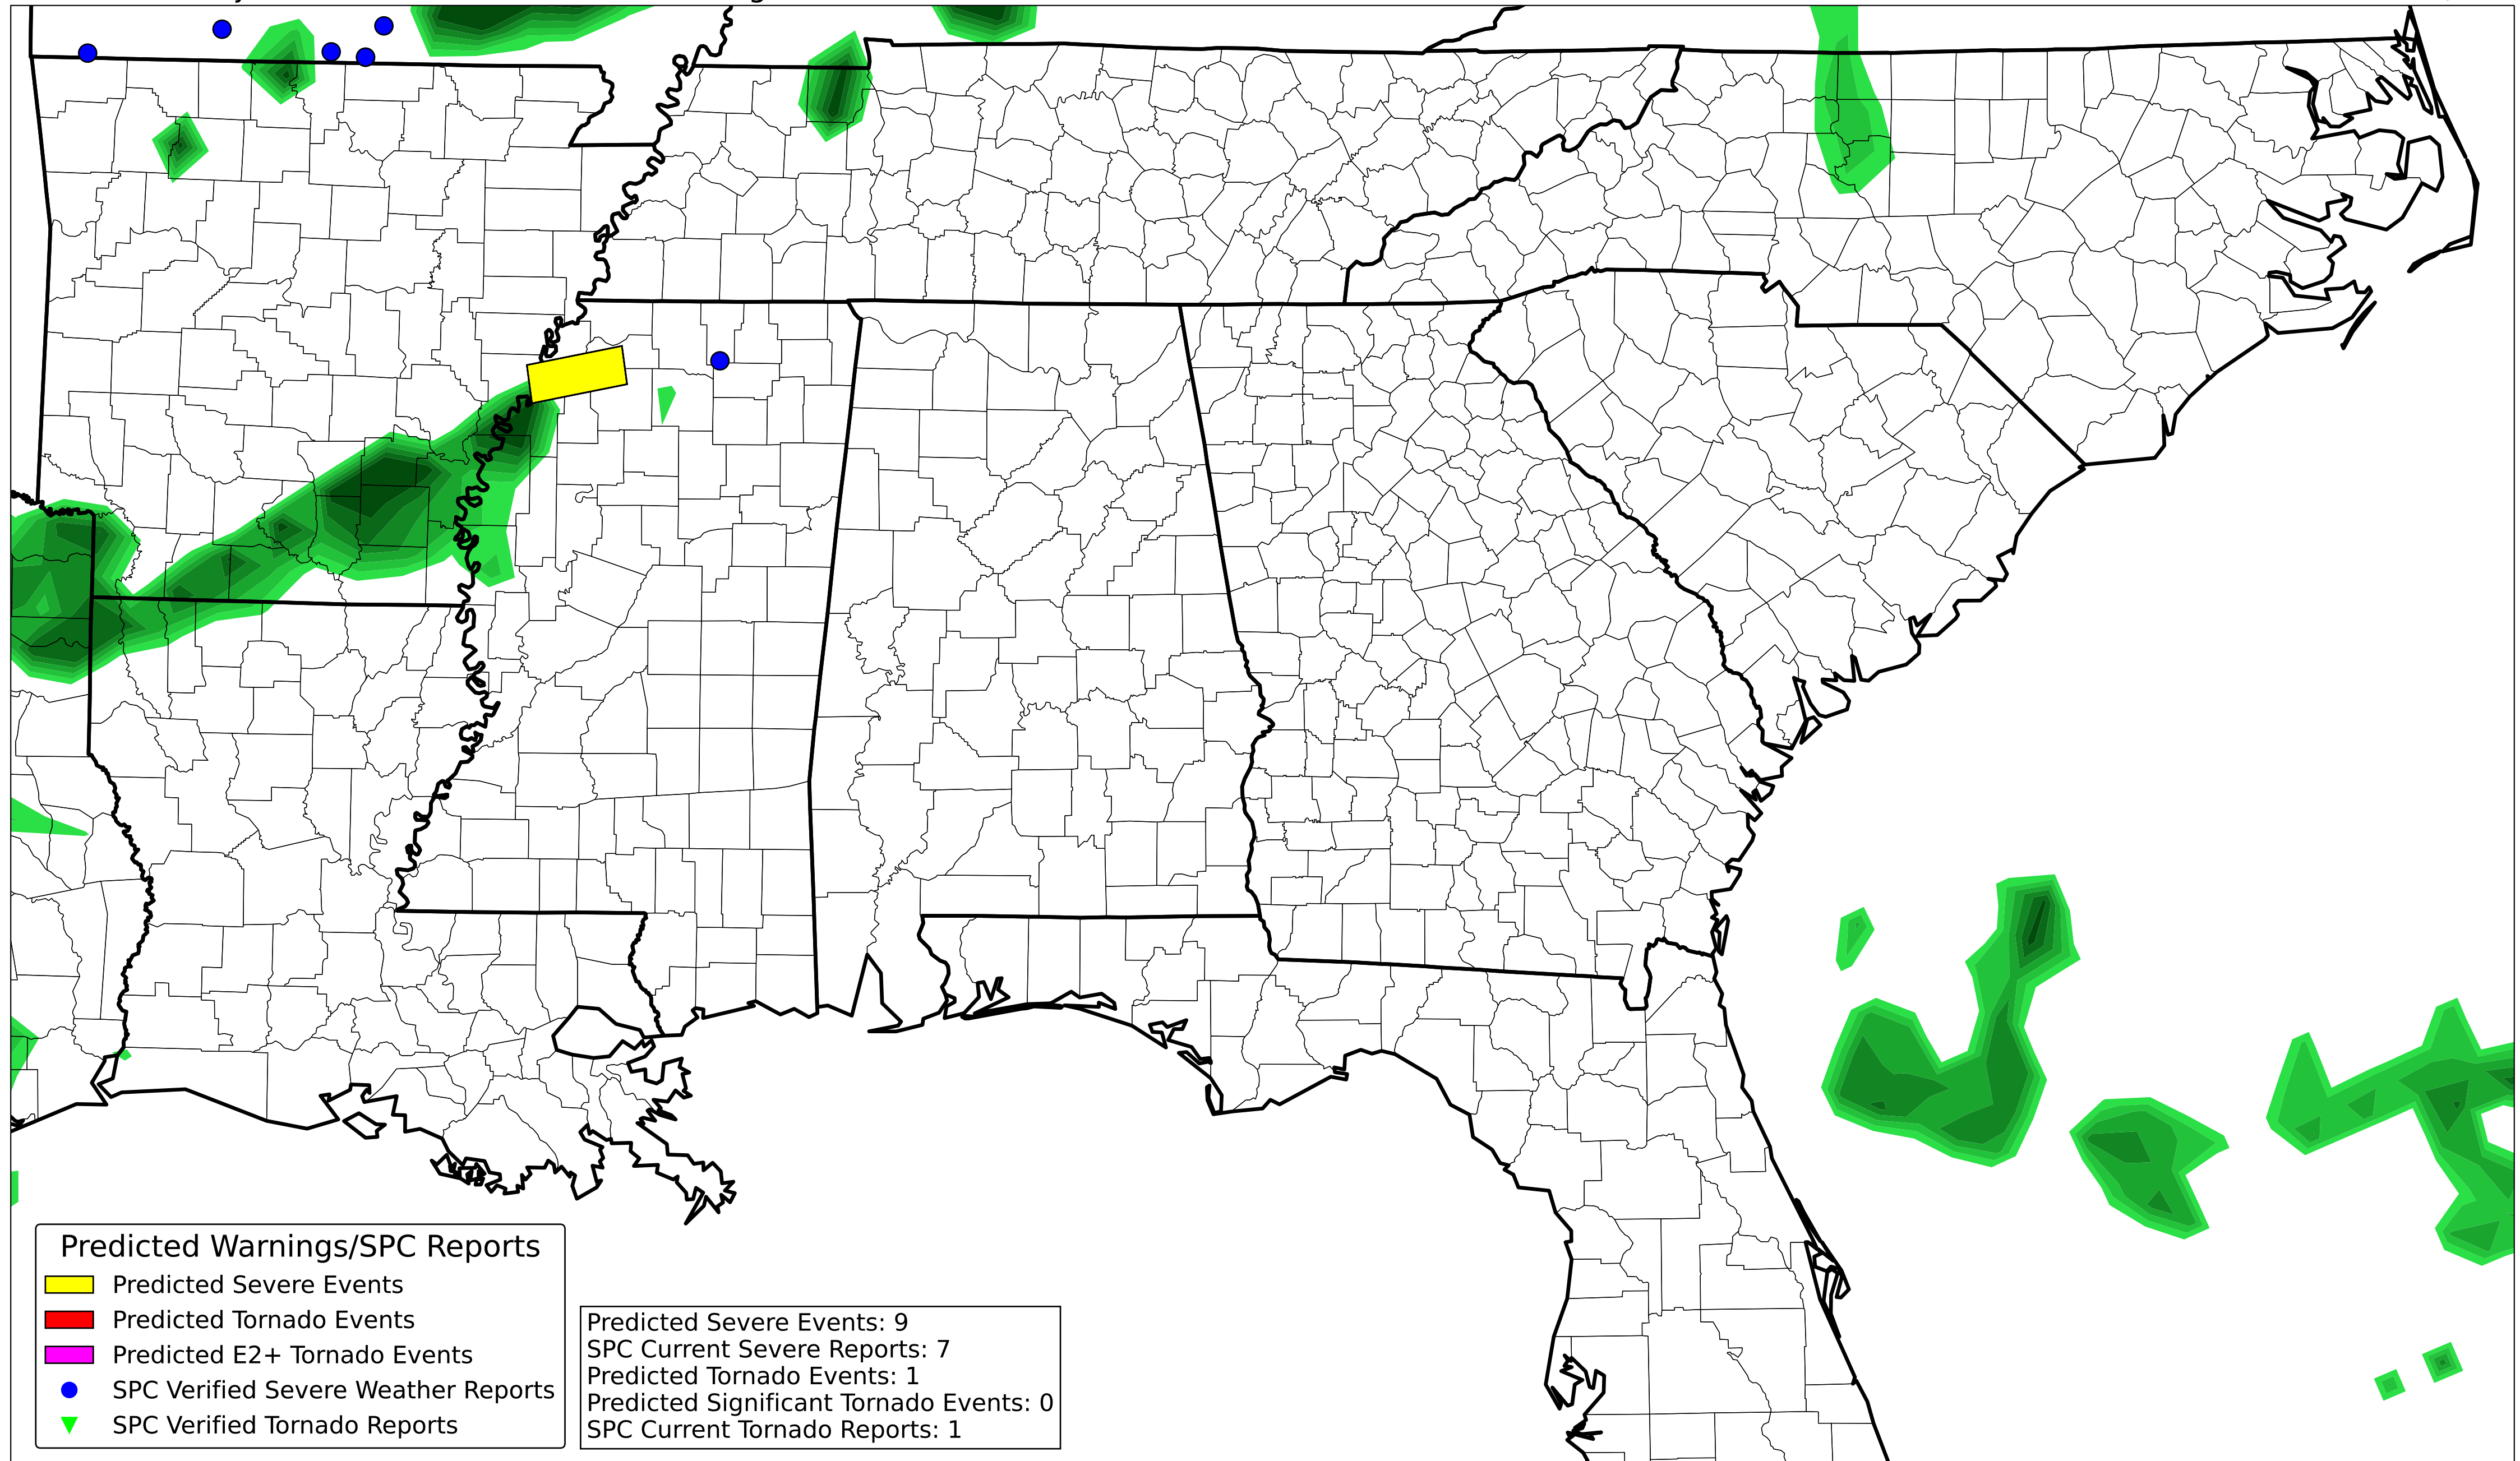 Predicted Warnings/SPC Reports
Predicted Severe Events
Predicted Tornado Events
Predicted E2+ Tornado Events
SPC Verified Severe Weather Reports
SPC Verified Tornado Reports
Predicted Severe Events: 9
SPC Current Severe Reports: 7
Predicted Tornado Events: 1
Predicted Significant Tornado Events: 0
SPC Current Tornado Reports: 1